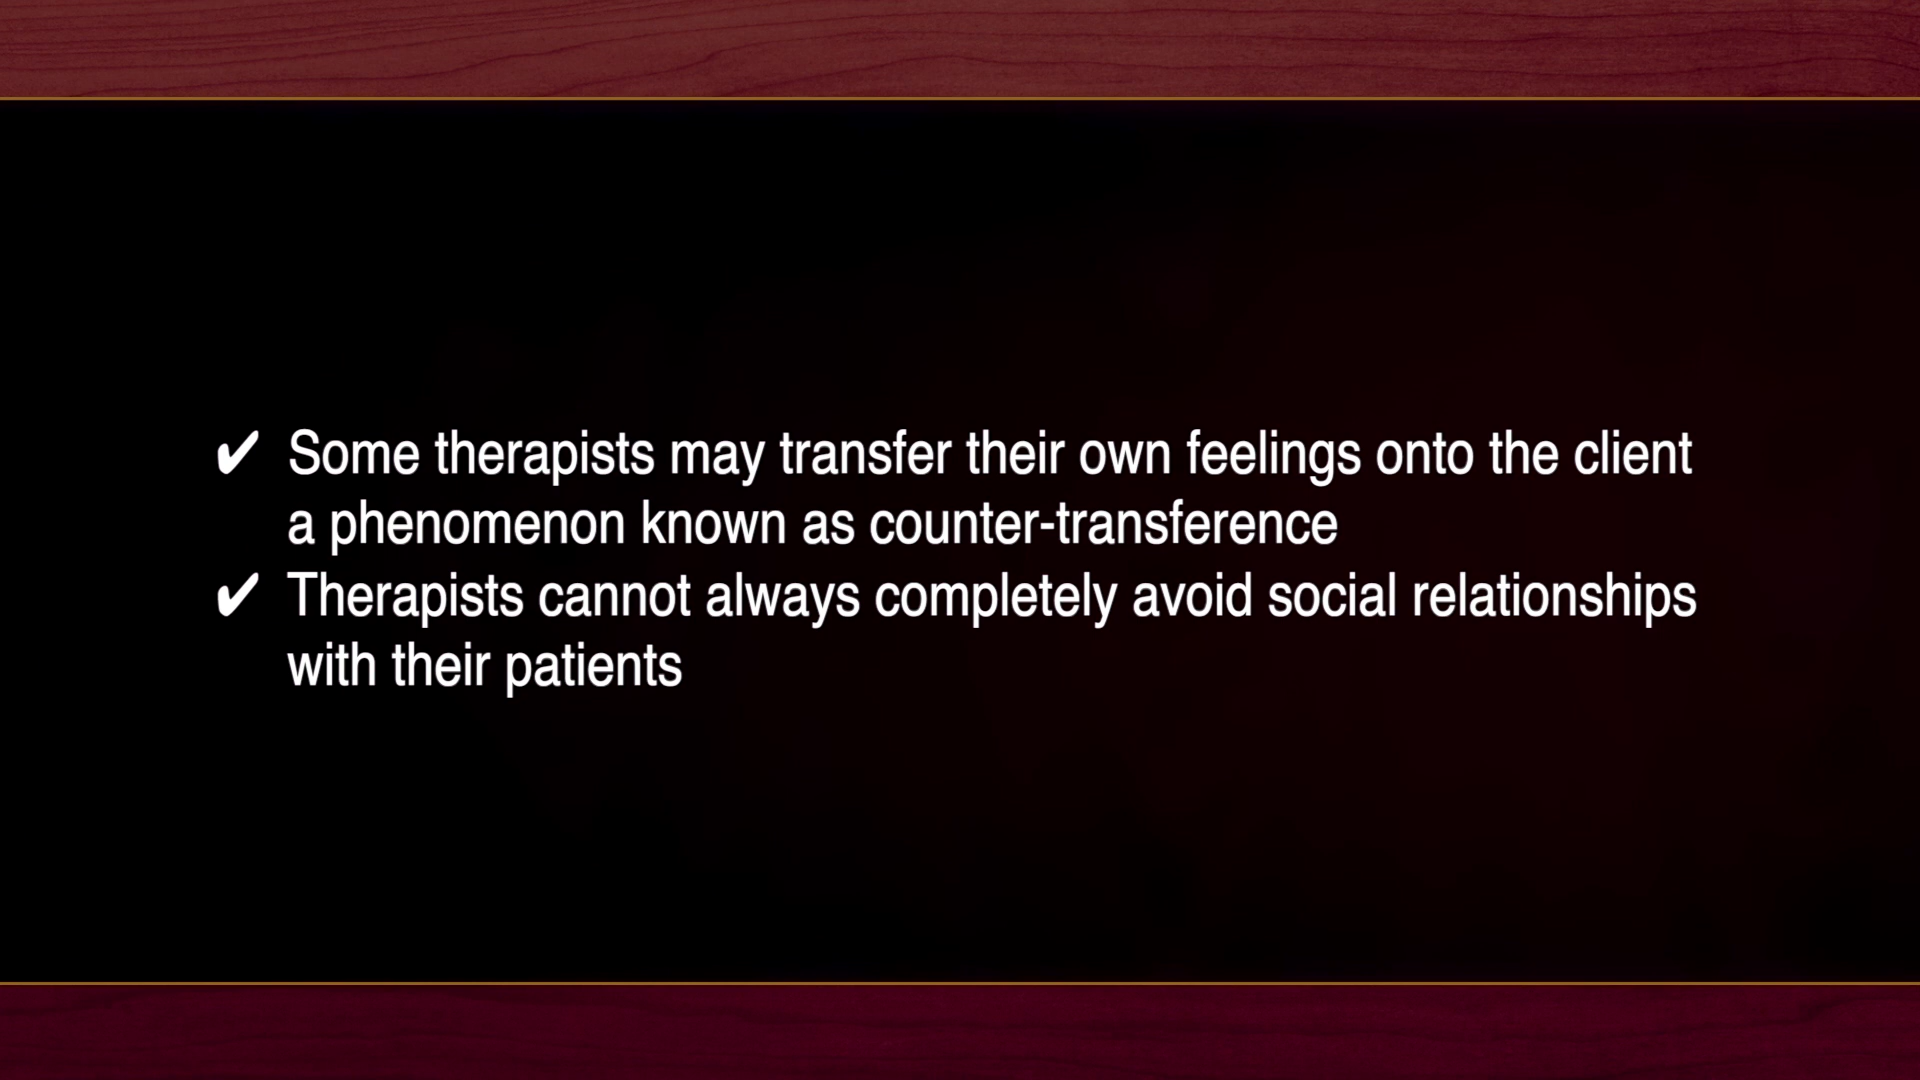 ✔ Some therapists may transfer their own feelings onto the client
a phenomenon known as counter-transference
✔ Therapists cannot always completely avoid social relationships
with their patients